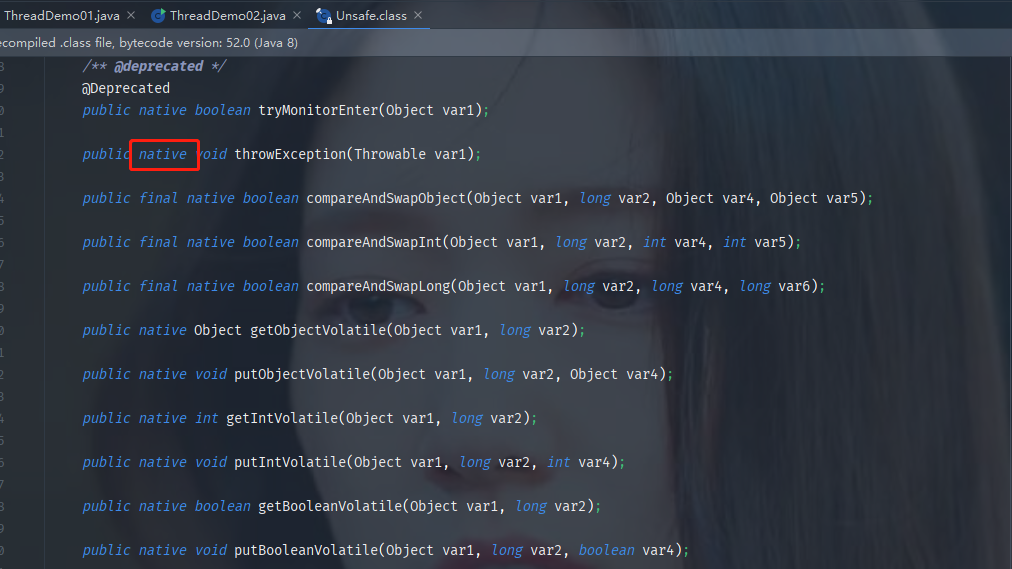 ThreadDemo01.java ThreadDemo02.java Unsafe.class
ecompiled .class file, bytecode version: 52.0 (Java 8)
/** @deprecated */
@Deprecated
public native boolean tryMonitorEnter(Object var1);
public native void throwException(Throwable var1);
public final native boolean compareAndSwapObject(Object var1, long var2, Object var4, Object var5);
public final native boolean compareAndSwapInt(Object var1, long var2, int var4, int var5);
public final native boolean compareAndSwapLong(Object var1, long var2, long var4, long var6);
public native Object getObjectVolatile(Object var1, long var2);
public native void putObjectVolatile(Object var1, long var2, Object var4);
public native int getIntVolatile(Object var1, long var2);
public native void putIntVolatile(Object var1, long var2, int var4);
public native boolean getBooleanVolatile(Object var1, long var2);
public native void putBooleanVolatile(Object var1, long var2, boolean var4);